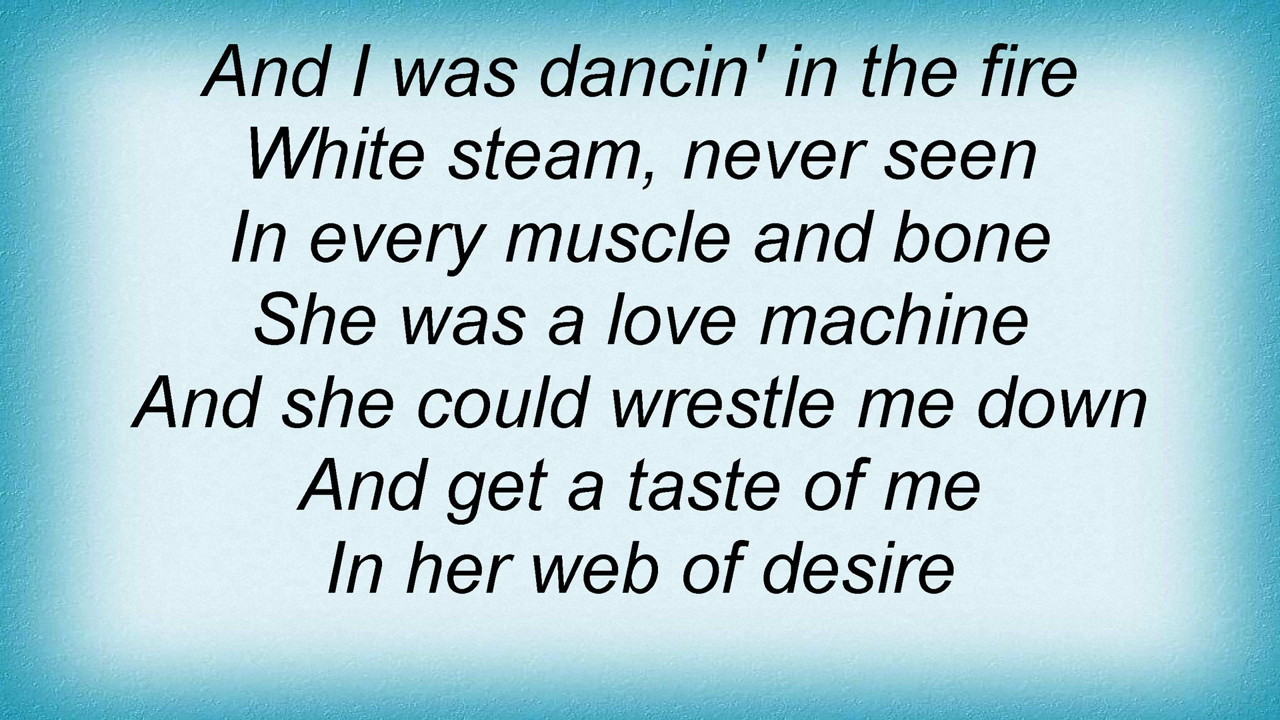 And I was dancin' in the fire
White steam, never seen
In every muscle and bone
She was a love machine
And she could wrestle me down
And get a taste of me
In her web of desire